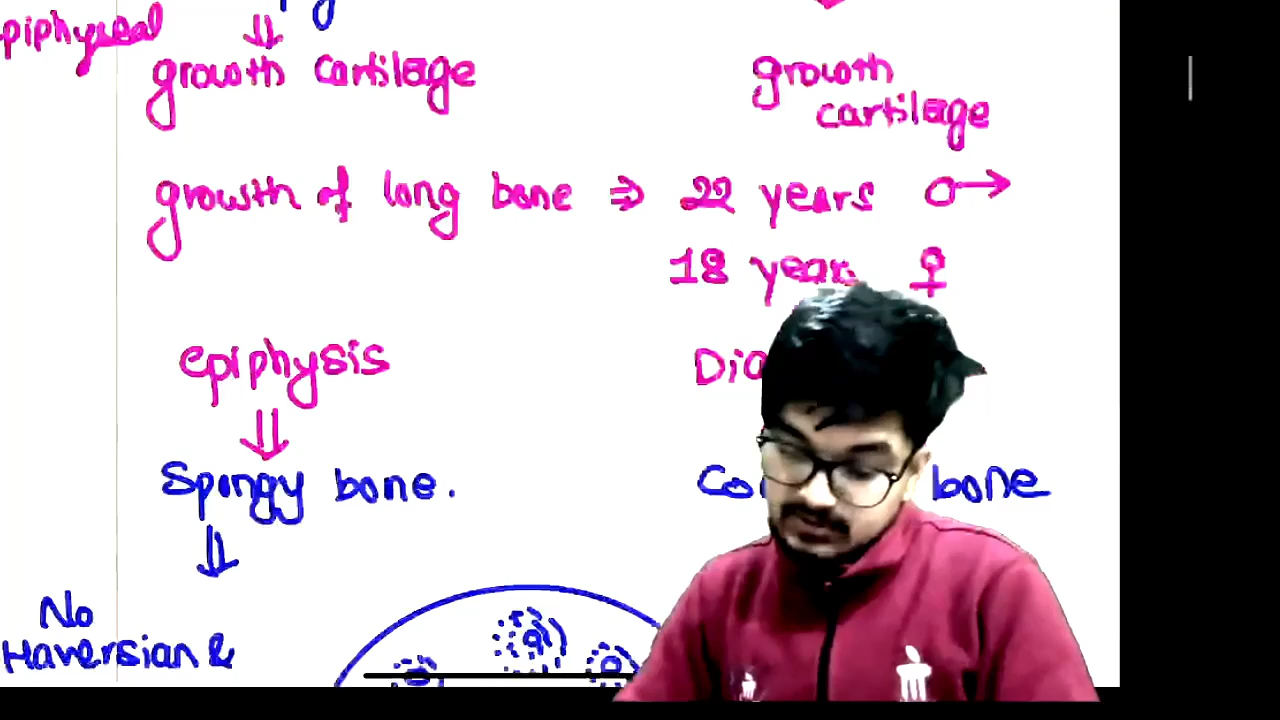 piphyseal
⇓
growth cartilage
growth
cartilage
growth of long bone ⇒ 22 years ♂
18 years ♀
epiphysis
⇓
Spongy bone.
bone
⇓
No
Haversian &